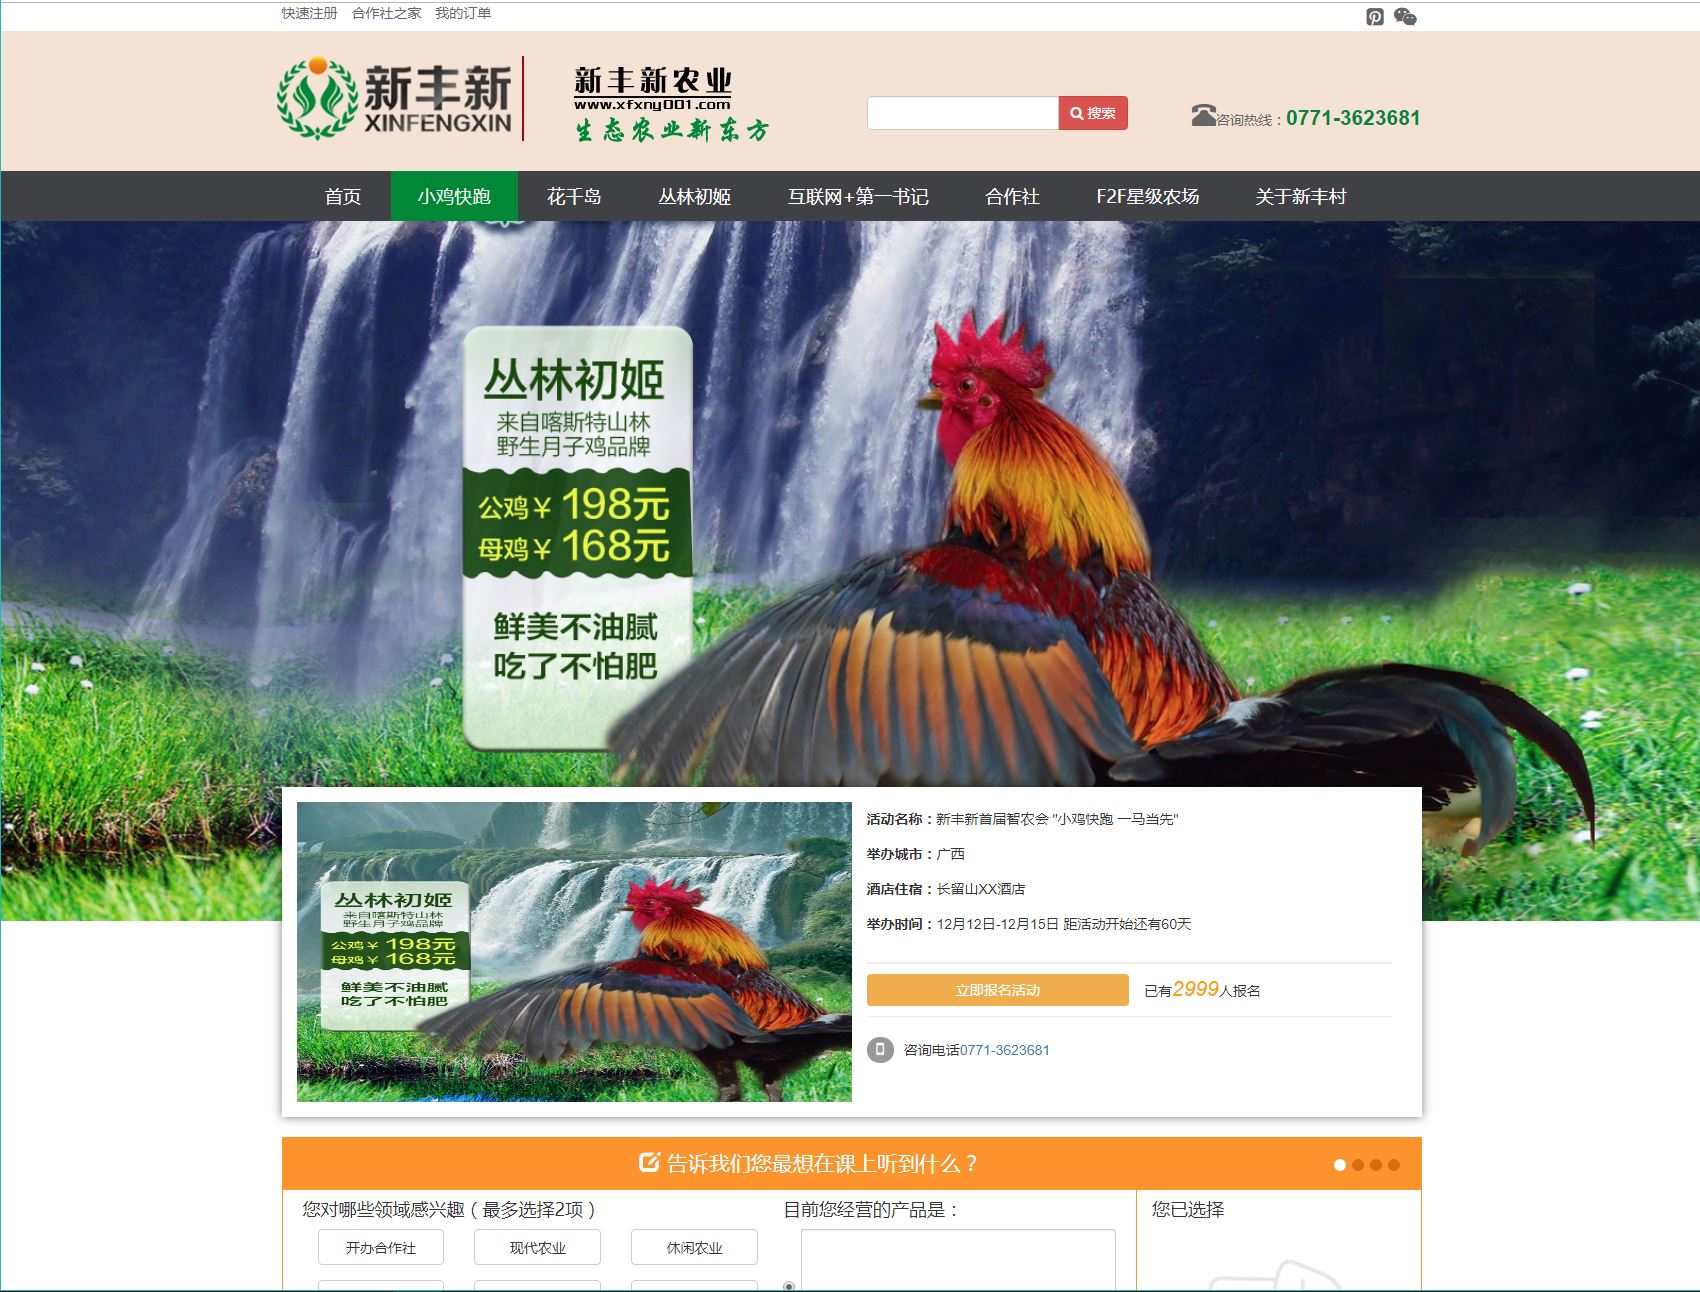 快速注册 合作社之家 我的订单
新丰新
XINFENGXIN
新丰新农业
www.xfxny001.com
生态农业新东方
搜索
咨询热线：0771-3623681
首页 小鸡快跑 花千岛 丛林初姬 互联网+第一书记 合作社 F2F星级农场 关于新丰村
丛林初姬
来自喀斯特山林
野生月子鸡品牌
公鸡￥198元
母鸡￥168元
鲜美不油腻
吃了不怕肥
丛林初姬
来自喀斯特山林
野生月子鸡品牌
公鸡￥198元
母鸡￥168元
鲜美不油腻
吃了不怕肥
活动名称：新丰新首届智农会 "小鸡快跑 一马当先"
举办城市：广西
酒店住宿：长留山XX酒店
举办时间：12月12日-12月15日 距活动开始还有60天
立即报名活动 已有2999人报名
咨询电话0771-3623681
告诉我们您最想在课上听到什么？
您对哪些领域感兴趣（最多选择2项）
开办合作社 现代农业 休闲农业
目前您经营的产品是：
您已选择